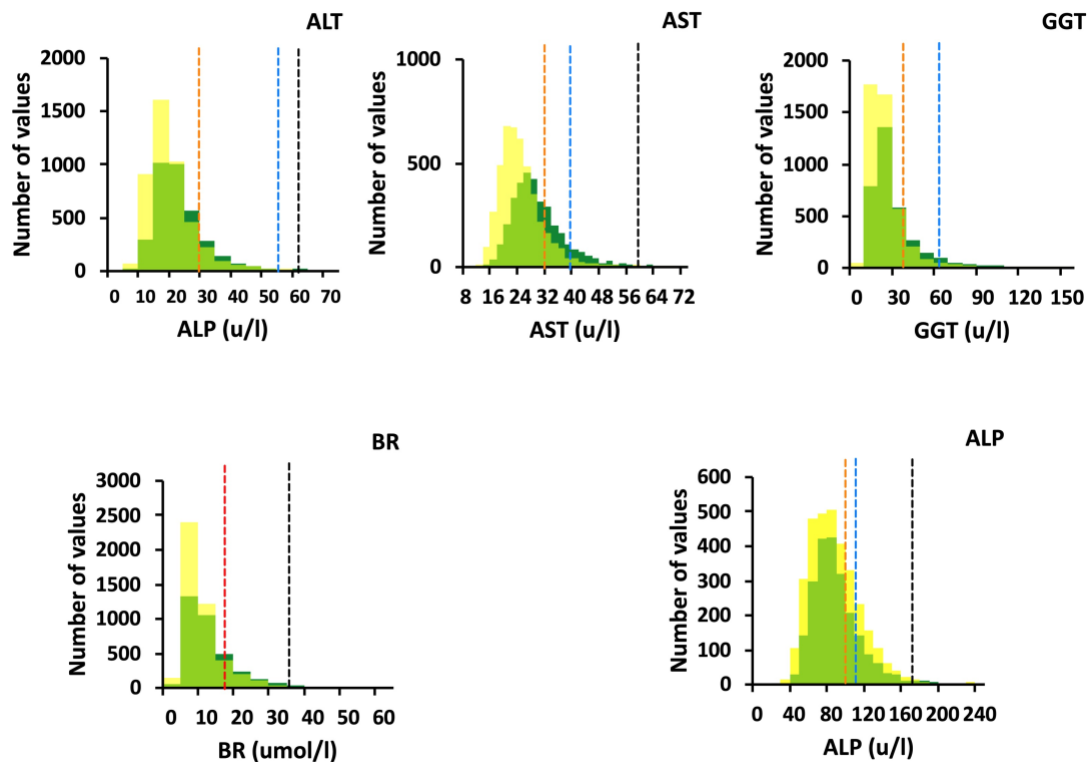 ALT
Number of values
2000
1500
1000
500
0
0 10 20 30 40 50 60 70
ALP (u/l)
AST
Number of values
1000
500
0
8 16 24 32 40 48 56 64 72
AST (u/l)
GGT
Number of values
2000
1500
1000
500
0
0 30 60 90 120 150
GGT (u/l)
BR
Number of values
3000
2500
2000
1500
1000
500
0
0 10 20 30 40 50 60
BR (umol/l)
ALP
Number of values
600
500
400
300
200
100
0
0 40 80 120 160 200 240
ALP (u/l)